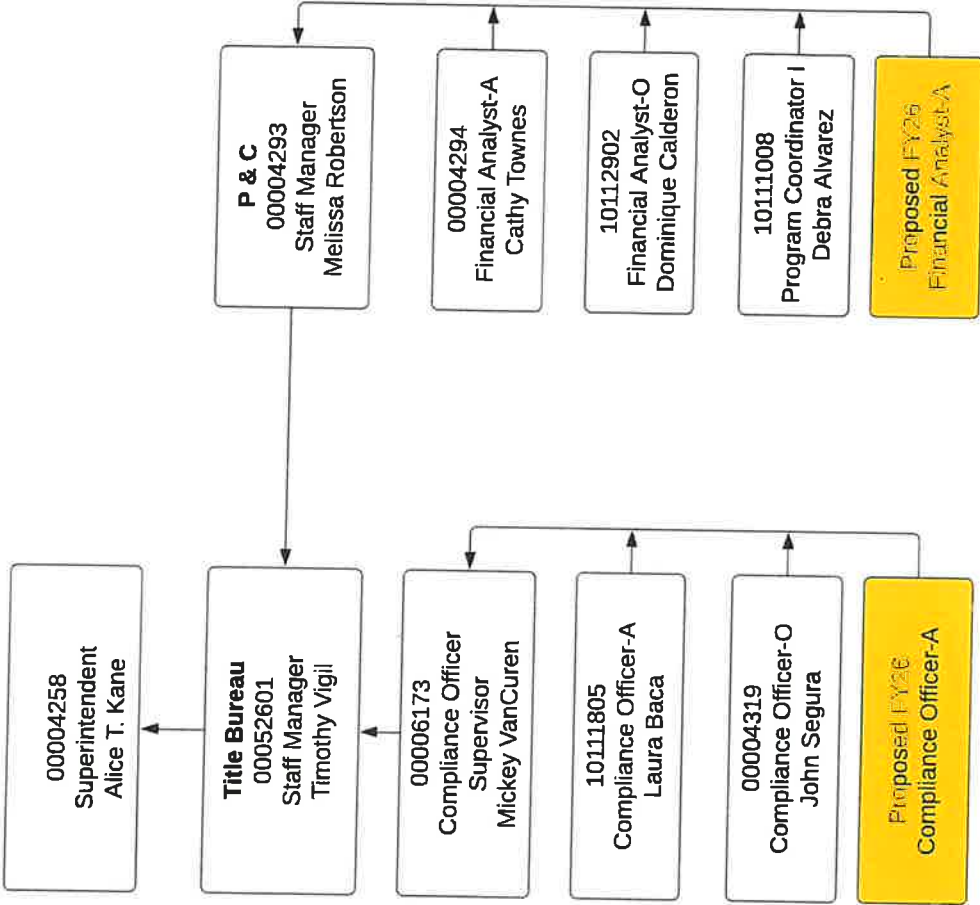 00004258
Superintendent
Alice T. Kane
Title Bureau
00052601
Staff Manager
Timothy Vigil
00006173
Compliance Officer
Supervisor
Mickey VanCuren
10111805
Compliance Officer-A
Laura Baca
00004319
Compliance Officer-O
John Segura
Proposed FY26
Compliance Officer-A
P & C
00004293
Staff Manager
Melissa Robertson
00004294
Financial Analyst-A
Cathy Townes
10112902
Financial Analyst-O
Dominique Calderon
10111008
Program Coordinator I
Debra Alvarez
Proposed FY26
Financial Analyst-A